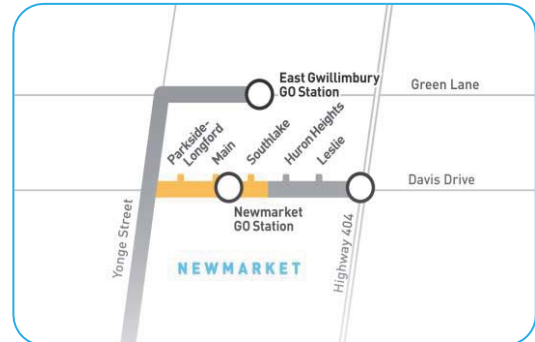 East Gwillimbury
GO Station
Green Lane
Parkside-
Longford
Main
Southlake
Huron Heights
Leslie
Davis Drive
Newmarket
GO Station
Yonge Street
Highway 404
NEWMARKET